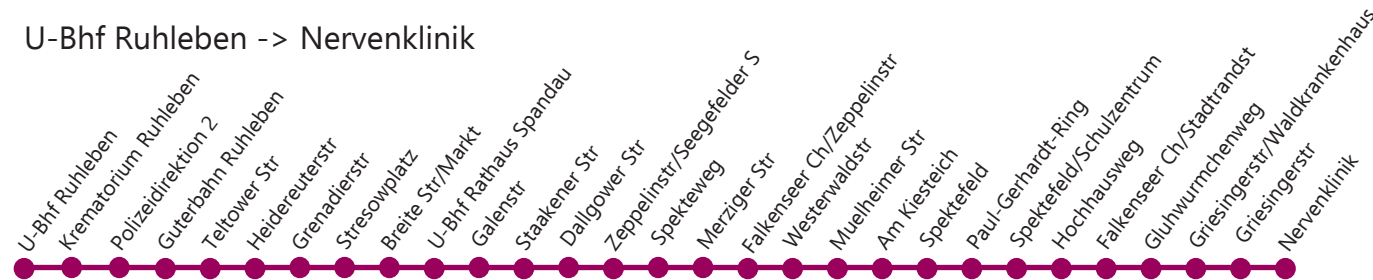 U-Bhf Ruhleben -> Nervenklinik
U-Bhf Ruhleben
Krematorium Ruhleben
Polizeidirektion 2
Guterbahn Ruhleben
Teltower Str
Heidereuterstr
Grenadierstr
Stresowplatz
Breite Str/Markt
U-Bhf Rathaus Spandau
Galenstr
Staakener Str
Dallgower Str
Zeppelinstr/Seegefelder S
Spekteweg
Merziger Str
Falkenseer Ch/Zeppelinstr
Westerwaldstr
Muelheimer Str
Am Kiesteich
Spektefeld
Paul-Gerhardt-Ring
Spektefeld/Schulzentrum
Hochhausweg
Falkenseer Ch/Stadtrandst
Gluhwurmchenweg
Griesingerstr/Waldkrankenhaus
Griesingerstr
Nervenklinik